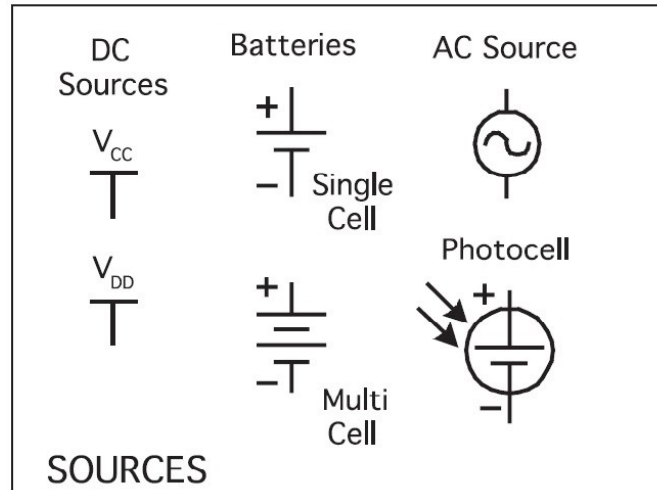 DC
Sources
V_CC
V_DD
Batteries
+
−
Single
Cell
+
−
Multi
Cell
AC Source
Photocell
+
−
SOURCES